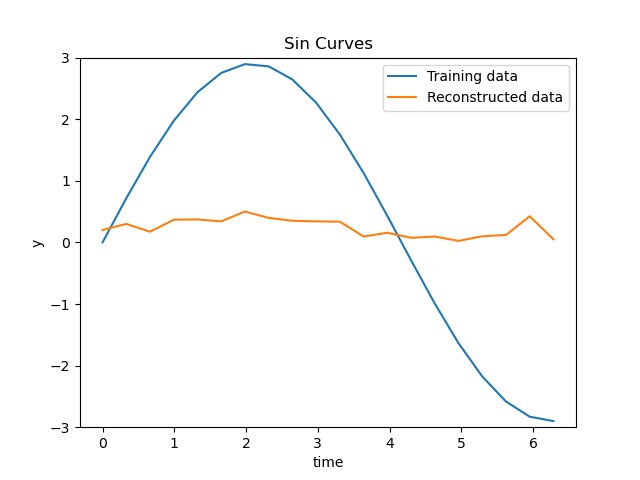 Sin Curves
Training data
Reconstructed data
3
2
1
0
−1
−2
−3
y
0 1 2 3 4 5 6
time